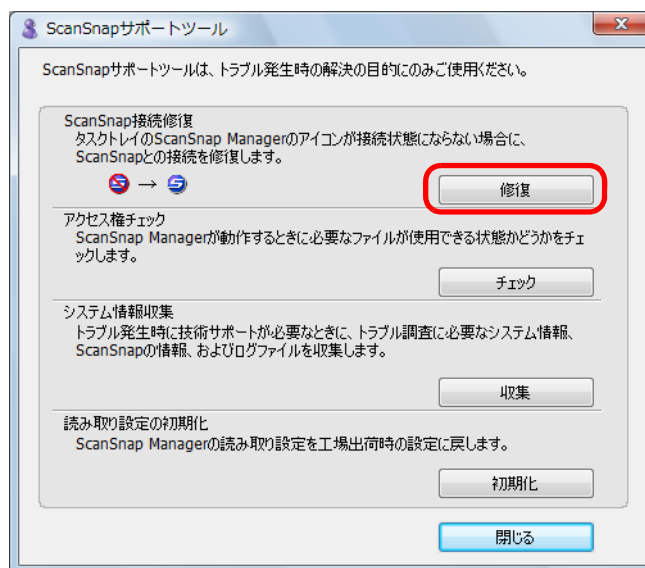 ScanSnapサポートツール
ScanSnapサポートツールは、トラブル発生時の解決の目的にのみご使用ください。
ScanSnap接続修復
タスクトレイのScanSnap Managerのアイコンが接続状態にならない場合に、
ScanSnapとの接続を修復します。
→
修復
アクセス権チェック
ScanSnap Managerが動作するときに必要なファイルが使用できる状態かどうかをチェ
ックします。
チェック
システム情報収集
トラブル発生時に技術サポートが必要なときに、トラブル調査に必要なシステム情報、
ScanSnapの情報、およびログファイルを収集します。
収集
読み取り設定の初期化
ScanSnap Managerの読み取り設定を工場出荷時の設定に戻します。
初期化
閉じる